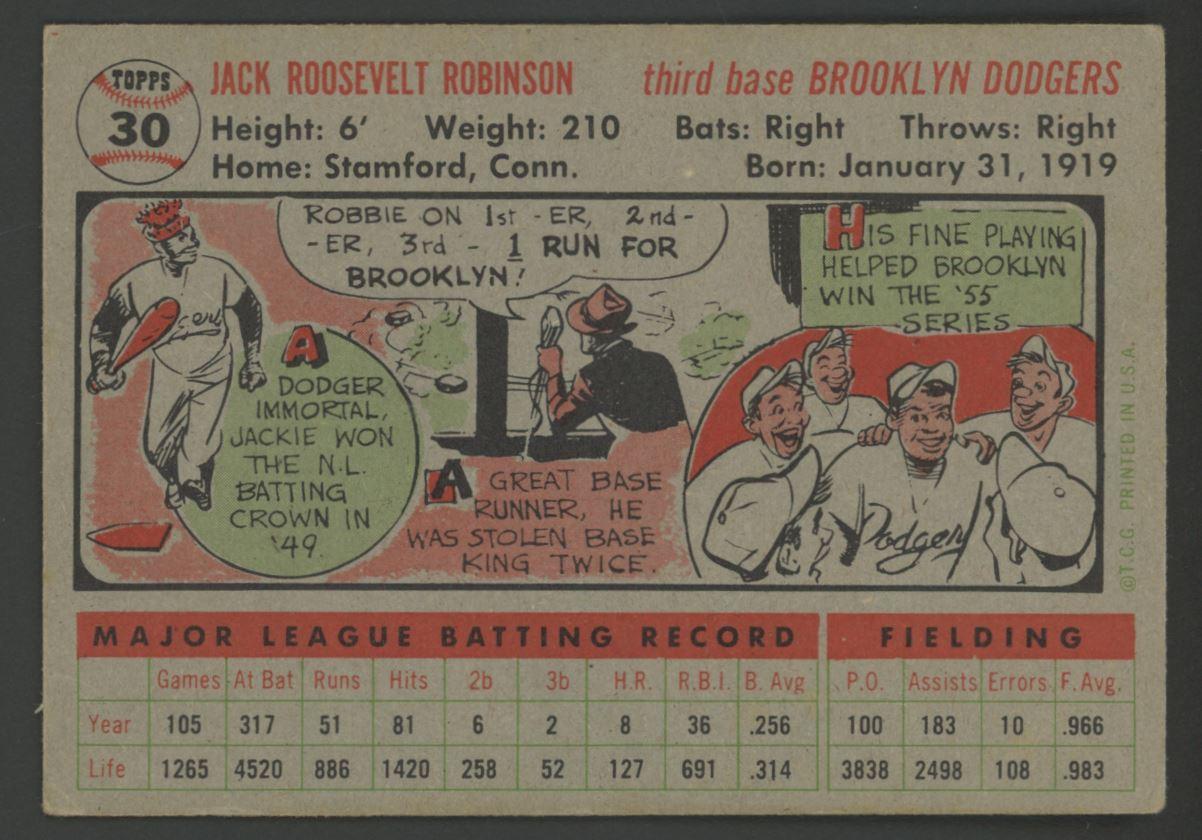 TOPPS
30
JACK ROOSEVELT ROBINSON third base BROOKLYN DODGERS
Height: 6' Weight: 210 Bats: Right Throws: Right
Home: Stamford, Conn. Born: January 31, 1919
ROBBIE ON 1st - ER, 2nd -
- ER, 3rd - 1 RUN FOR
BROOKLYN!
A
DODGER
IMMORTAL,
JACKIE WON
THE N.L.
BATTING
CROWN IN
'49.
A GREAT BASE
RUNNER, HE
WAS STOLEN BASE
KING TWICE.
HIS FINE PLAYING
HELPED BROOKLYN
WIN THE '55
SERIES
Dodgers
©T.C.G. PRINTED IN U.S.A.
MAJOR LEAGUE BATTING RECORD FIELDING
Games At Bat Runs Hits 2b 3b H.R. R.B.I. B. Avg P.O. Assists Errors F. Avg.
Year 105 317 51 81 6 2 8 36 .256 100 183 10 .966
Life 1265 4520 886 1420 258 52 127 691 .314 3838 2498 108 .983